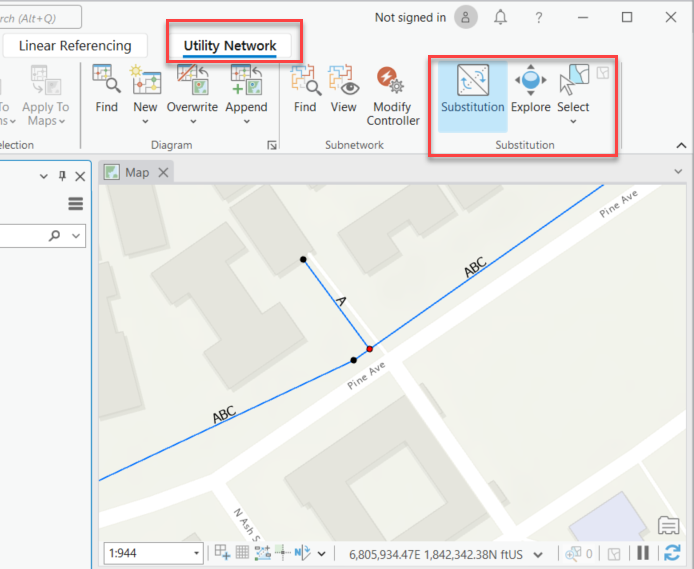 rch (Alt+Q)
Not signed in
?
Linear Referencing
Utility Network
To
ns
Apply To
Maps
Find
New
Overwrite
Append
Find
View
Modify
Controller
Substitution
Explore
Select
election
Diagram
Subnetwork
Substitution
Map
Pine Ave
ABC
A
Pine Ave
ABC
N Ash S
1:944
N
6,805,934.47E 1,842,342.38N ftUS
0